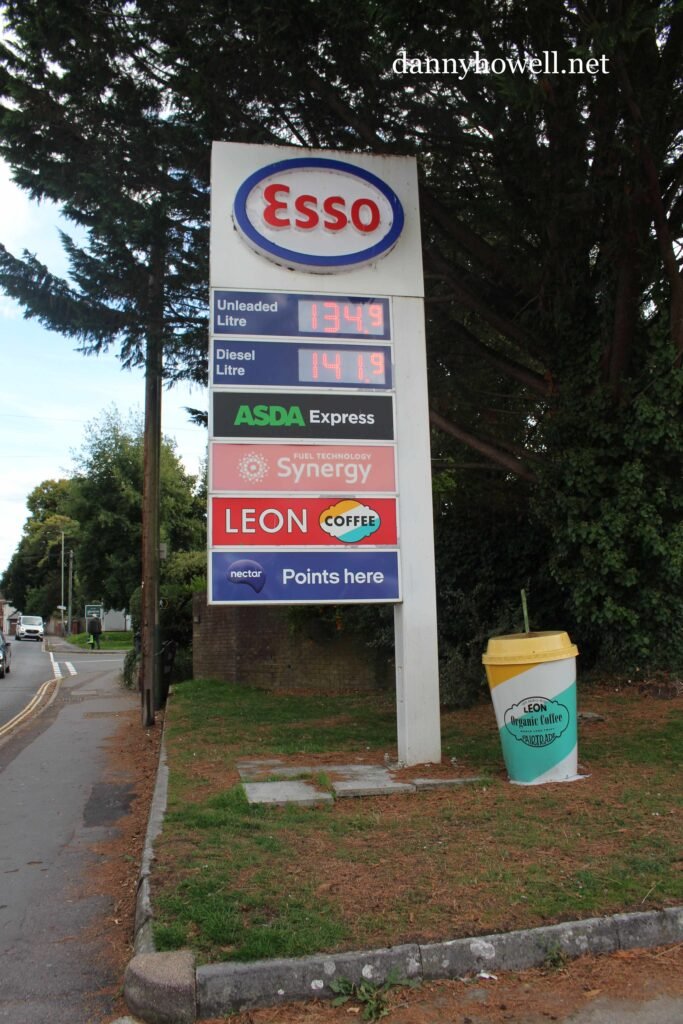 dannyhowell.net
Esso
Unleaded
Litre
134.9
Diesel
Litre
141.9
ASDA Express
FUEL TECHNOLOGY
Synergy
LEON COFFEE
nectar Points here
LEON
Organic Coffee
FAIRTRADE